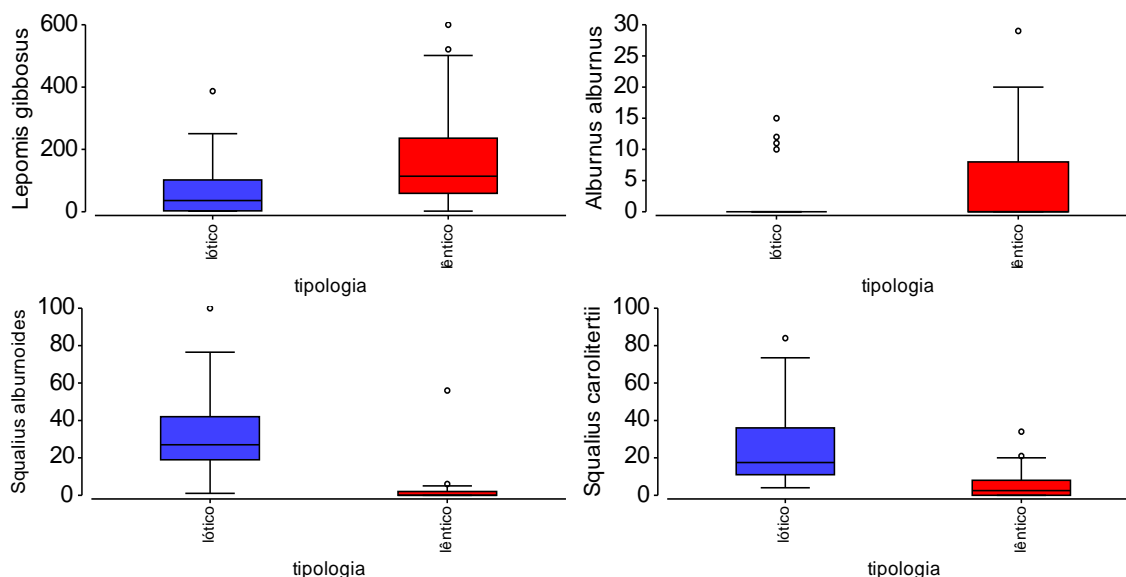 Lepomis gibbosus
600
400
200
0
lótico
lêntico
tipologia
Alburnus alburnus
30
25
20
15
10
5
0
lótico
lêntico
tipologia
Squalius alburnoides
100
80
60
40
20
0
lótico
lêntico
tipologia
Squalius carolitertii
100
80
60
40
20
0
lótico
lêntico
tipologia